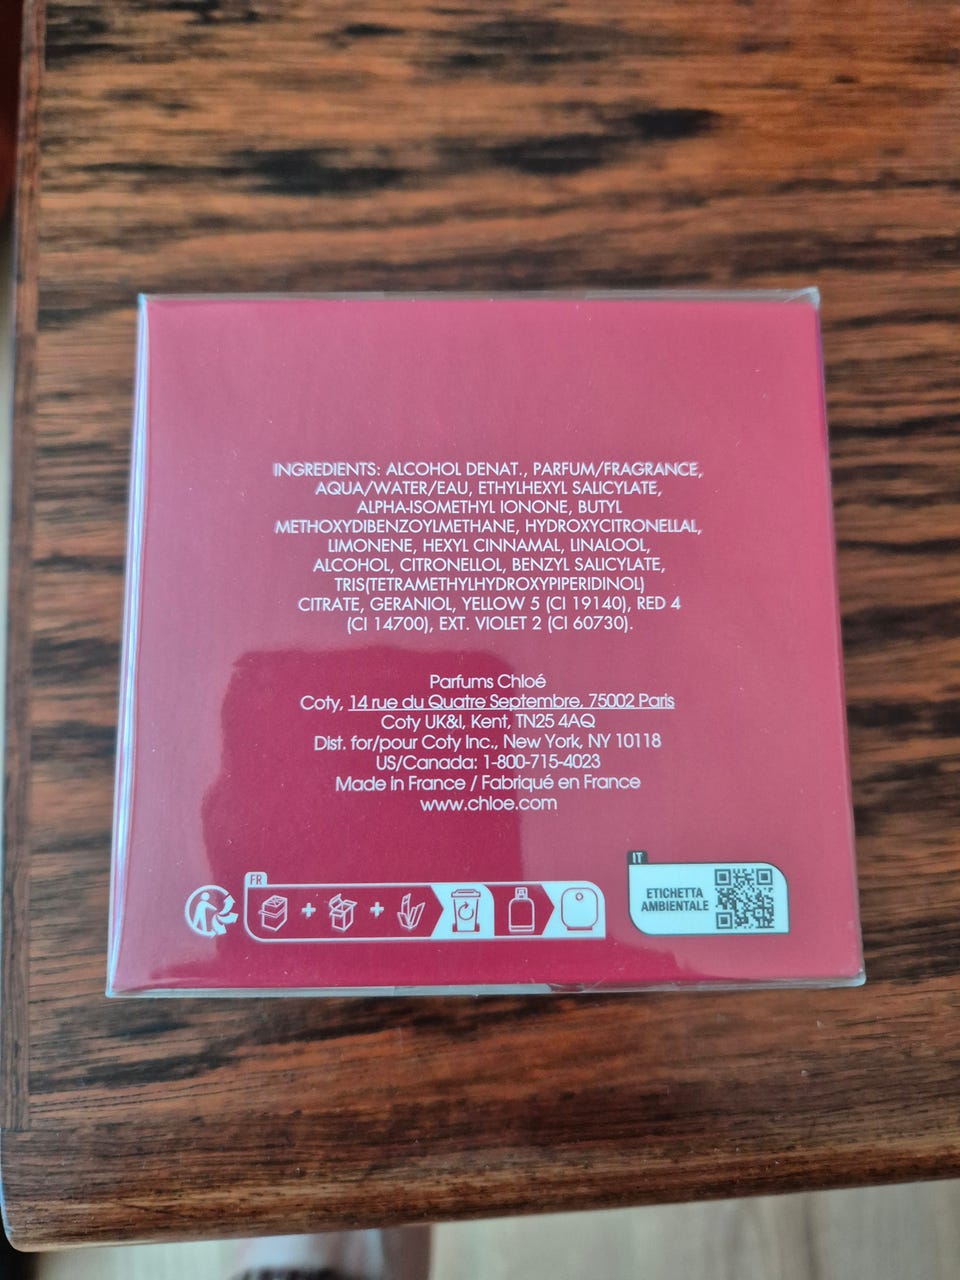 INGREDIENTS: ALCOHOL DENAT., PARFUM/FRAGRANCE,
AQUA/WATER/EAU, ETHYLHEXYL SALICYLATE,
ALPHA-ISOMETHYL IONONE, BUTYL
METHOXYDIBENZOYLMETHANE, HYDROXYCITRONELLAL,
LIMONENE, HEXYL CINNAMAL, LINALOOL,
ALCOHOL, CITRONELLOL, BENZYL SALICYLATE,
TRIS(TETRAMETHYLHYDROXYPIPERIDINOL)
CITRATE, GERANIOL, YELLOW 5 (CI 19140), RED 4
(CI 14700), EXT. VIOLET 2 (CI 60730).
Parfums Chloé
Coty, 14 rue du Quatre Septembre, 75002 Paris
Coty UK&I, Kent, TN25 4AQ
Dist. for/pour Coty Inc., New York, NY 10118
US/Canada: 1-800-715-4023
Made in France / Fabriqué en France
www.chloe.com
FR
IT
ETICHETTA
AMBIENTALE